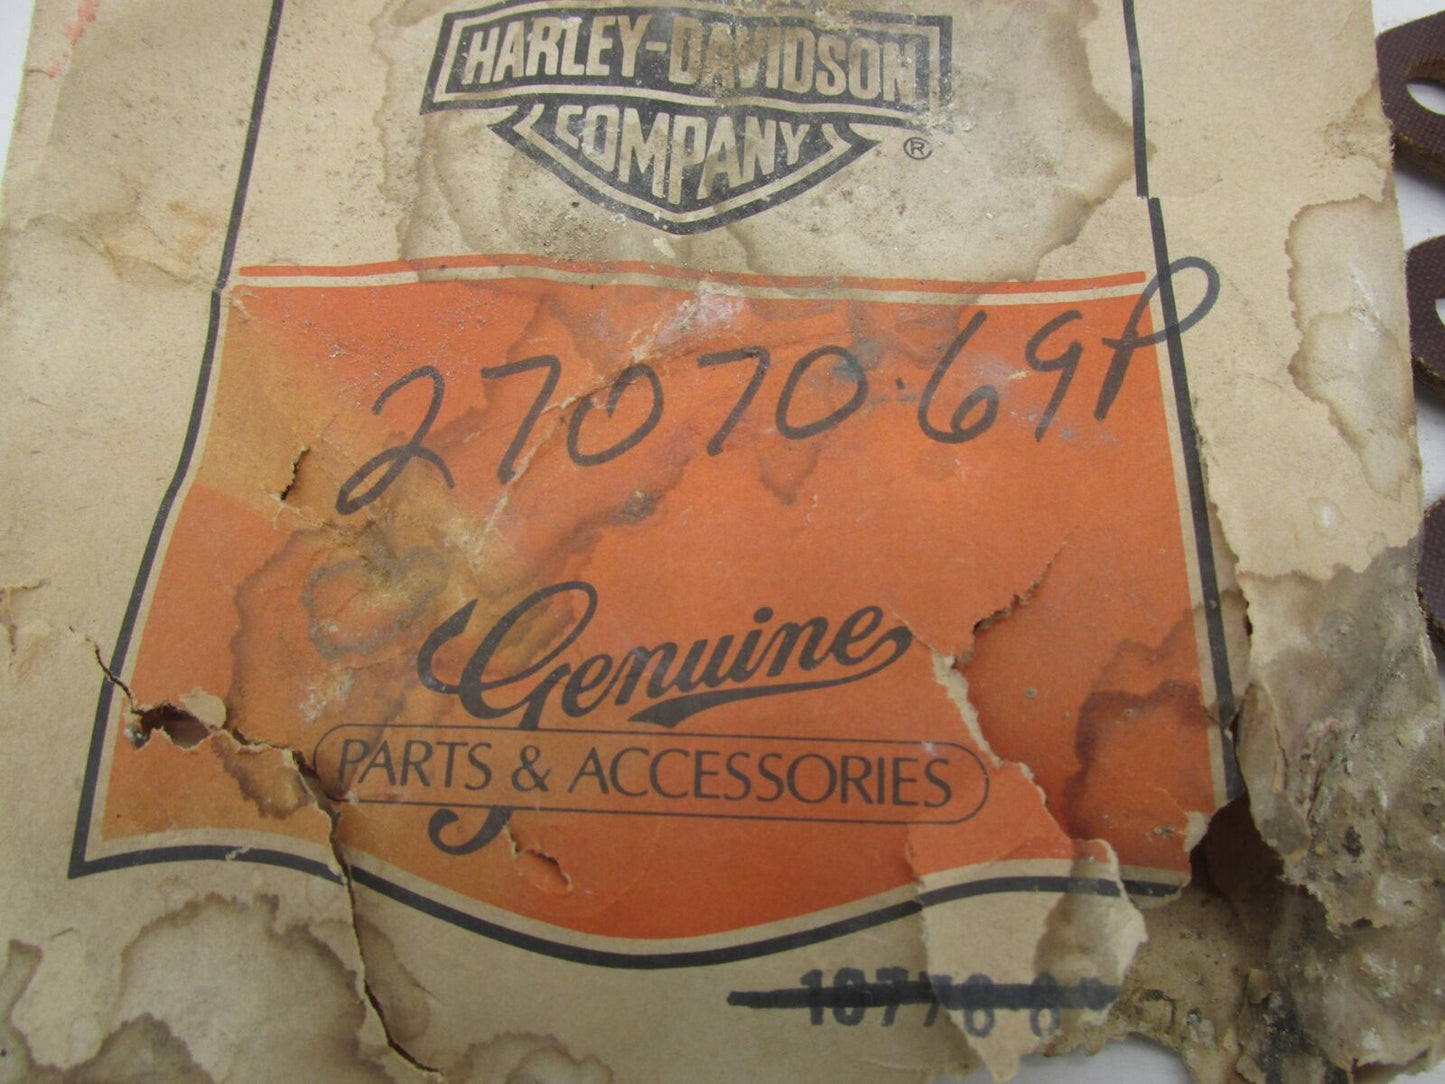 HARLEY-DAVIDSON
COMPANY
®
27070-69P
Genuine
PARTS & ACCESSORIES